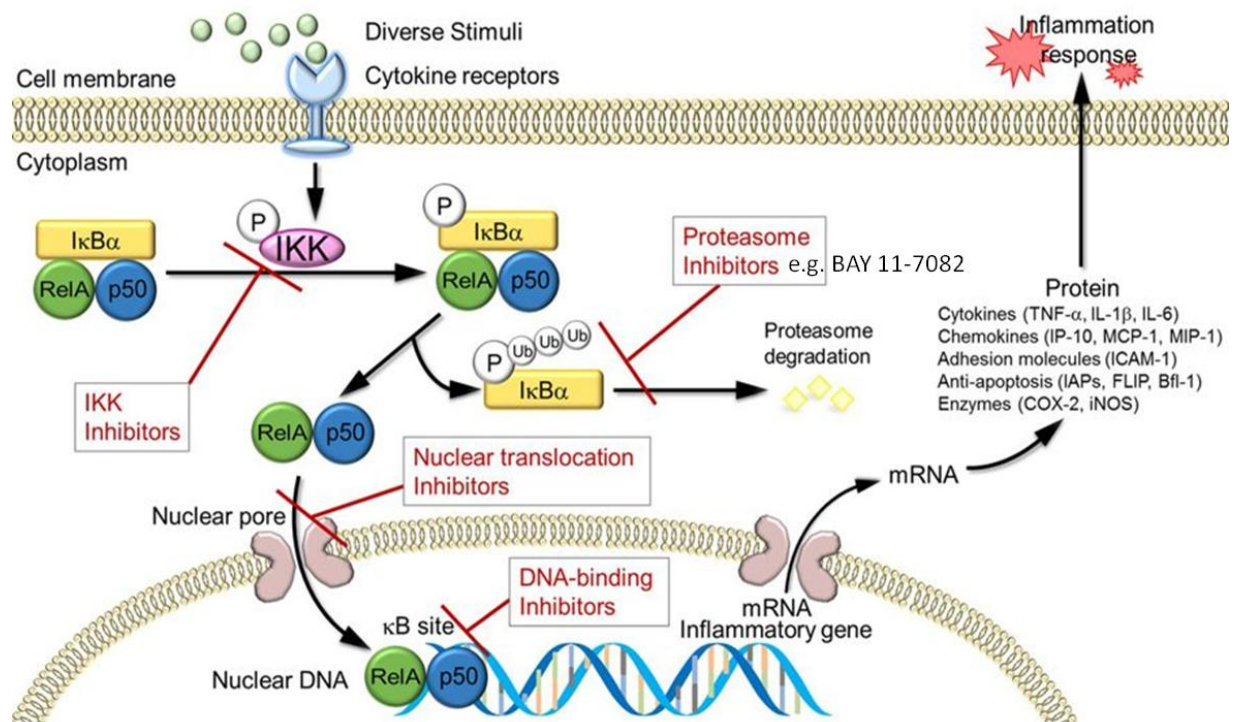 Diverse Stimuli
Cytokine receptors
Cell membrane
Cytoplasm
Inflammation
response
IκBα
RelA
p50
P
IKK
P
IκBα
RelA
p50
Proteasome
Inhibitors e.g. BAY 11-7082
IKK
Inhibitors
P
Ub
Ub
Ub
IκBα
Proteasome
degradation
Protein
Cytokines (TNF-α, IL-1β, IL-6)
Chemokines (IP-10, MCP-1, MIP-1)
Adhesion molecules (ICAM-1)
Anti-apoptosis (IAPs, FLIP, Bfl-1)
Enzymes (COX-2, iNOS)
RelA
p50
Nuclear translocation
Inhibitors
mRNA
Nuclear pore
DNA-binding
Inhibitors
mRNA
Inflammatory gene
κB site
Nuclear DNA
RelA
p50